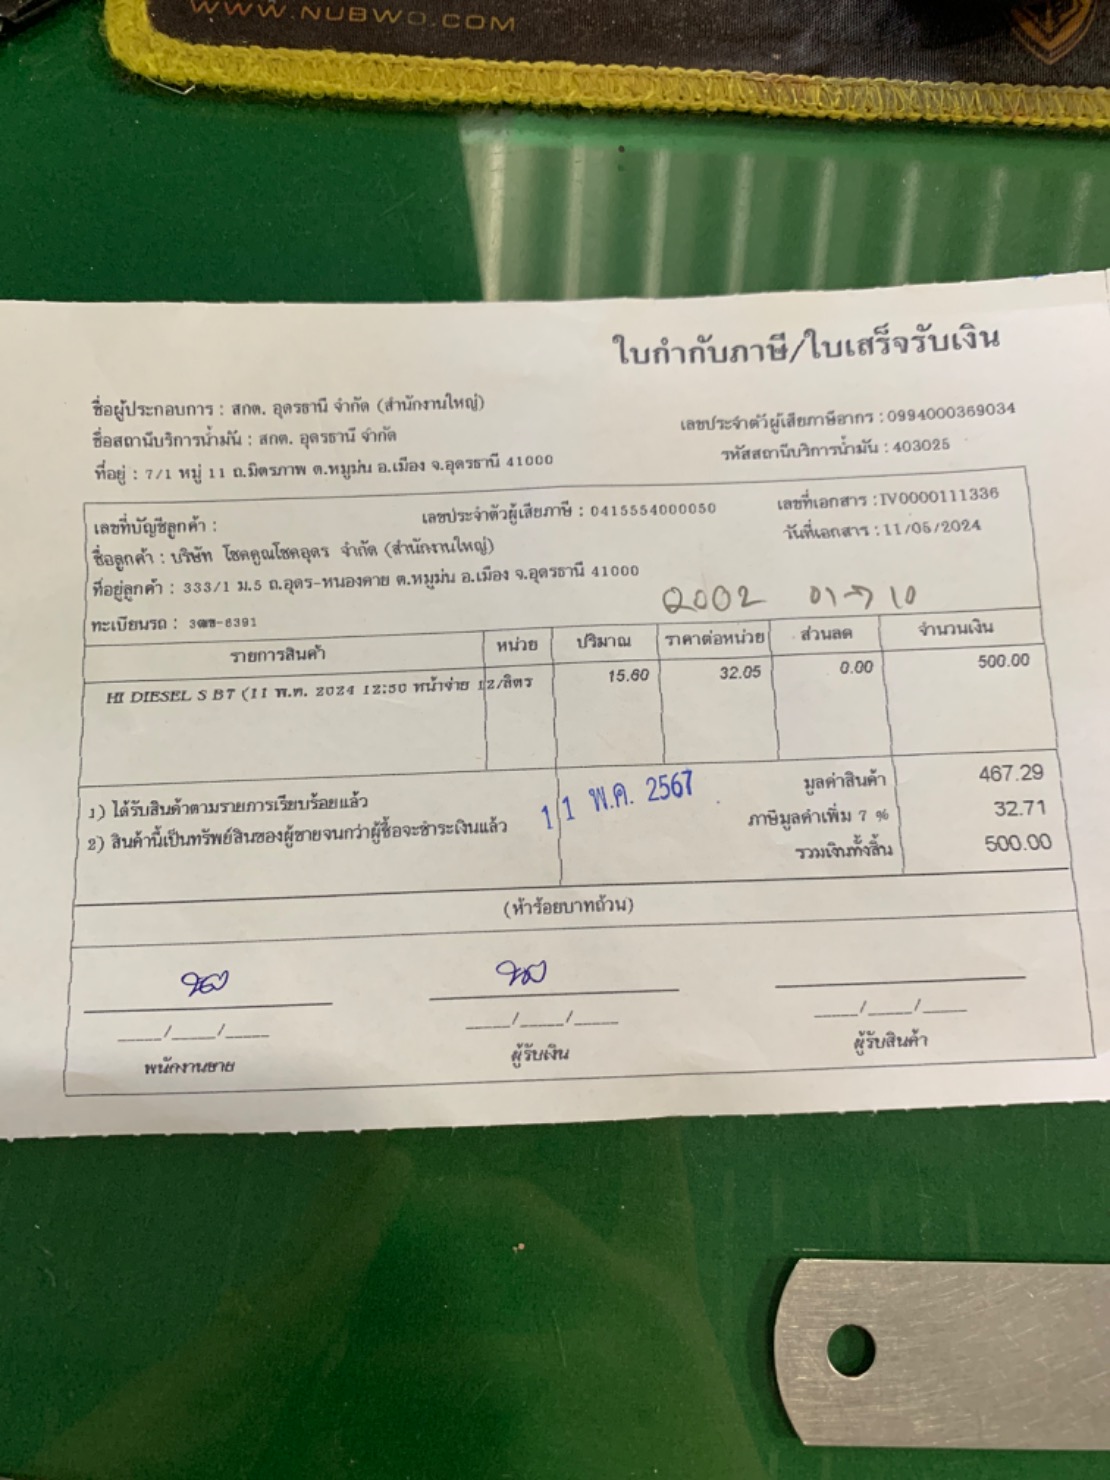 WWW.NUBWO.COM
ใบกำกับภาษี/ใบเสร็จรับเงิน
ชื่อผู้ประกอบการ : สกต. อุดรธานี จำกัด (สำนักงานใหญ่)
เลขประจำตัวผู้เสียภาษีอากร : 0994000369034
ชื่อสถานีบริการน้ำมัน : สกต. อุดรธานี จำกัด
รหัสสถานีบริการน้ำมัน : 403025
ที่อยู่ : 7/1 หมู่ 11 ถ.มิตรภาพ ต.หมูม่น อ.เมือง จ.อุดรธานี 41000
เลขที่บัญชีลูกค้า :
เลขประจำตัวผู้เสียภาษี : 0415554000050
เลขที่เอกสาร : IV0000111336
ชื่อลูกค้า : บริษัท โชคคูณโชคอุดร จำกัด (สำนักงานใหญ่)
วันที่เอกสาร : 11/05/2024
ที่อยู่ลูกค้า : 333/1 ม.5 ถ.อุดร-หนองคาย ต.หมูม่น อ.เมือง จ.อุดรธานี 41000
ทะเบียนรถ :
รายการสินค้า หน่วย ปริมาณ ราคาต่อหน่วย ส่วนลด จำนวนเงิน
HI DIESEL S B7 (11 พ.ค. 2024 12:50 หน้าจ่าย 12/ลิตร 15.60 32.05 0.00 500.00
1) ได้รับสินค้าตามรายการเรียบร้อยแล้ว
2) สินค้านี้เป็นทรัพย์สินของผู้ขายจนกว่าผู้ซื้อจะชำระเงินแล้ว
11 พ.ค. 2567
มูลค่าสินค้า 467.29
ภาษีมูลค่าเพิ่ม 7 % 32.71
รวมเงินทั้งสิ้น 500.00
(ห้าร้อยบาทถ้วน)
____/____/____ ____/____/____ ____/____/____
พนักงานขาย ผู้รับเงิน ผู้รับสินค้า